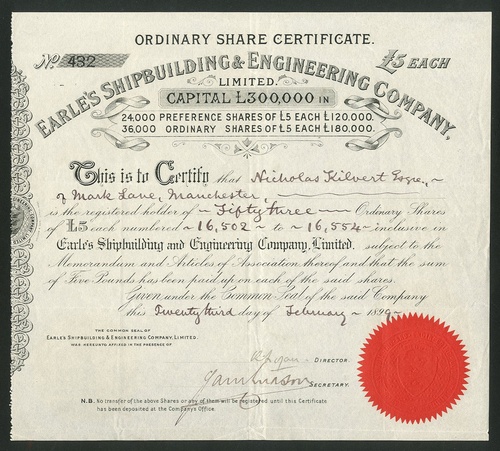 ORDINARY SHARE CERTIFICATE.
No. 432
£5 EACH
EARLE'S SHIPBUILDING & ENGINEERING COMPANY,
LIMITED.
CAPITAL £300,000 IN
24,000 PREFERENCE SHARES OF £5 EACH £120,000.
36,000 ORDINARY SHARES OF £5 EACH £180,000.
This is to Certify that Nicholas Kilvert Esqre.,
of Mark Lane, Manchester,
is the registered holder of ~ Fifty three ~ Ordinary Shares
of £5 each numbered ~ 16,502 ~ to ~ 16,554 ~ inclusive in
Earle's Shipbuilding and Engineering Company, Limited. subject to the
Memorandum and Articles of Association thereof and that the sum
of Five Pounds has been paid up on each of the said shares.
Given under the Common Seal of the said Company
this Twenty third day of February ~ 1899 ~
THE COMMON SEAL OF
EARLE'S SHIPBUILDING & ENGINEERING COMPANY, LIMITED.
WAS HEREUNTO AFFIXED IN THE PRESENCE OF
DIRECTOR.
SECRETARY.
N.B. No transfer of the above Shares or any of them will be registered until this Certificate
has been deposited at the Company's Office.